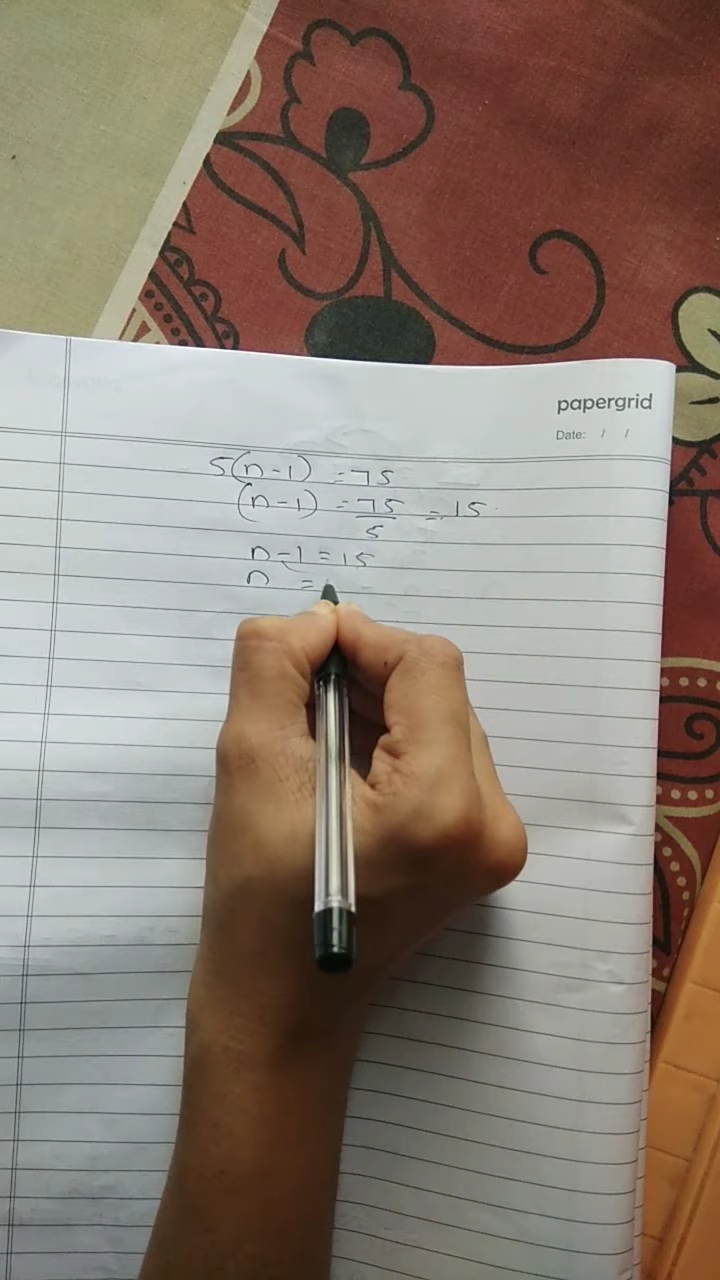 papergrid
Date: / /
5(n-1) = 75
(n-1) = 75/5 = 15
n-1 = 15
n =